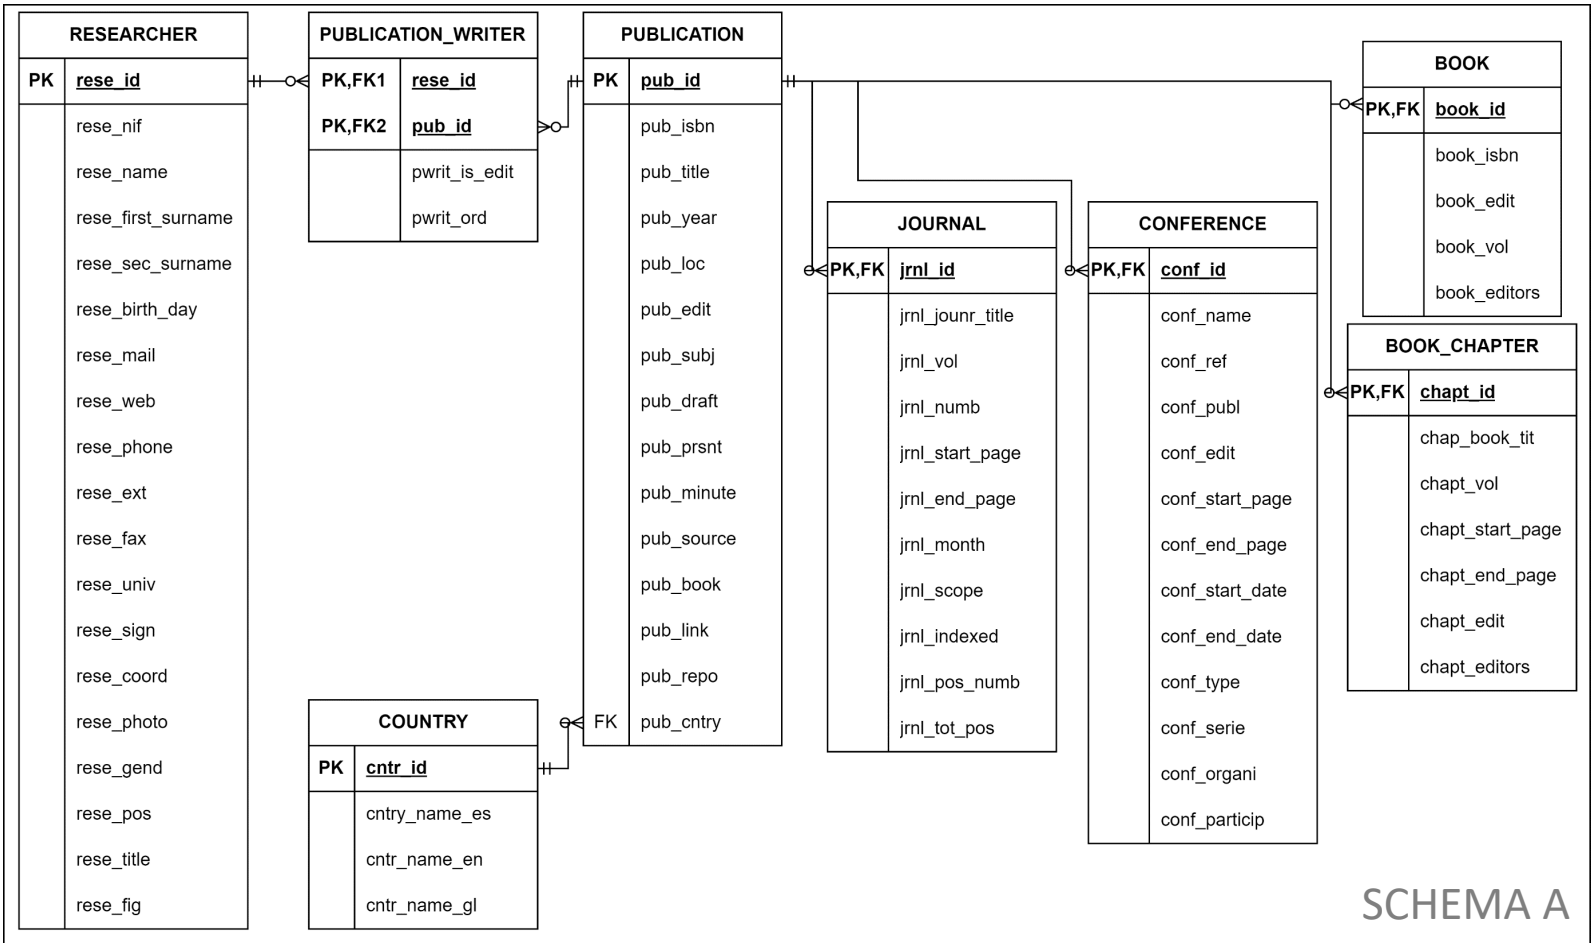 RESEARCHER
PK rese_id
rese_nif
rese_name
rese_first_surname
rese_sec_surname
rese_birth_day
rese_mail
rese_web
rese_phone
rese_ext
rese_fax
rese_univ
rese_sign
rese_coord
rese_photo
rese_gend
rese_pos
rese_title
rese_fig
PUBLICATION_WRITER
PK,FK1 rese_id
PK,FK2 pub_id
pwrit_is_edit
pwrit_ord
COUNTRY
PK cntr_id
cntry_name_es
cntr_name_en
cntr_name_gl
PUBLICATION
PK pub_id
pub_isbn
pub_title
pub_year
pub_loc
pub_edit
pub_subj
pub_draft
pub_prsnt
pub_minute
pub_source
pub_book
pub_link
pub_repo
FK pub_cntry
JOURNAL
PK,FK jrnl_id
jrnl_jounr_title
jrnl_vol
jrnl_numb
jrnl_start_page
jrnl_end_page
jrnl_month
jrnl_scope
jrnl_indexed
jrnl_pos_numb
jrnl_tot_pos
CONFERENCE
PK,FK conf_id
conf_name
conf_ref
conf_publ
conf_edit
conf_start_page
conf_end_page
conf_start_date
conf_end_date
conf_type
conf_serie
conf_organi
conf_particip
BOOK
PK,FK book_id
book_isbn
book_edit
book_vol
book_editors
BOOK_CHAPTER
PK,FK chapt_id
chap_book_tit
chapt_vol
chapt_start_page
chapt_end_page
chapt_edit
chapt_editors
SCHEMA A